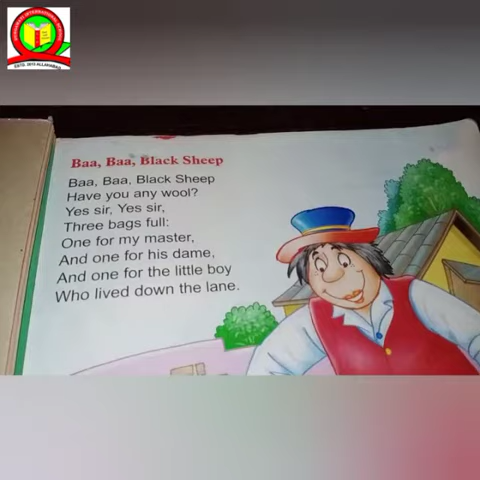 Baa, Baa, Black Sheep
Baa, Baa, Black Sheep
Have you any wool?
Yes sir, Yes sir,
Three bags full:
One for my master,
And one for his dame,
And one for the little boy
Who lived down the lane.